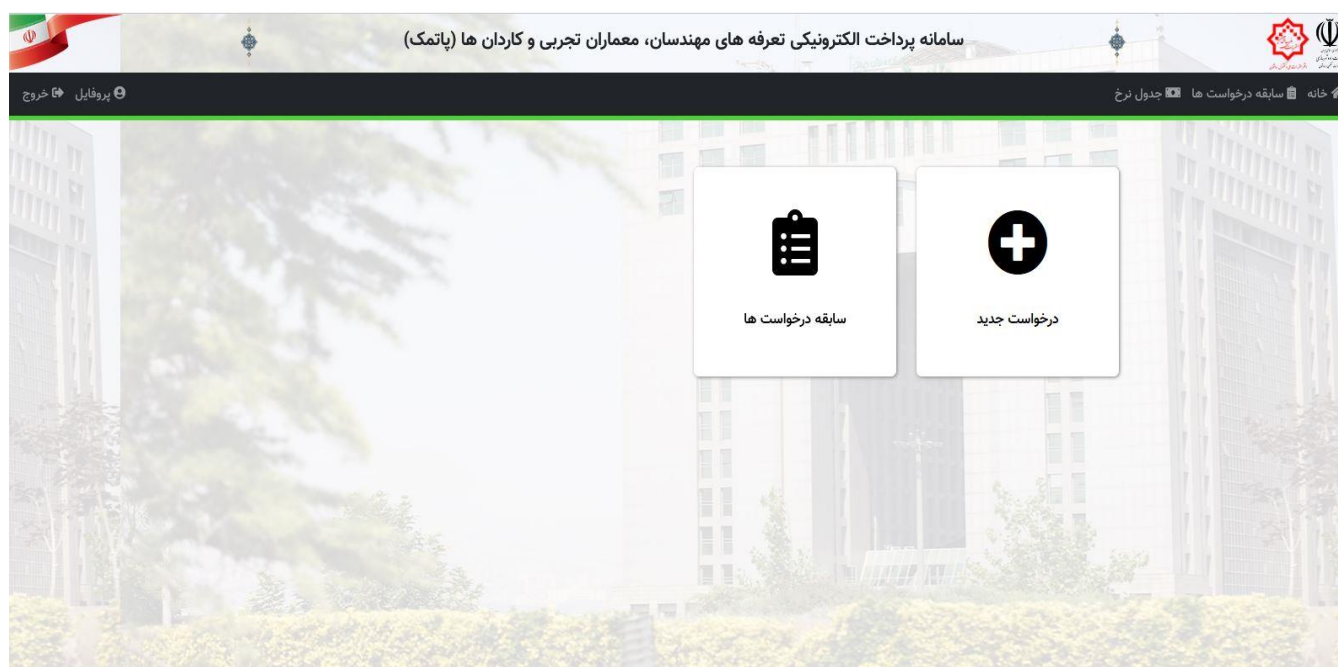 سامانه پرداخت الکترونیکی تعرفه های مهندسان، معماران تجربی و کاردان ها (پاتمک)
خانه سابقه درخواست ها جدول نرخ پروفایل خروج
درخواست جدید
سابقه درخواست ها